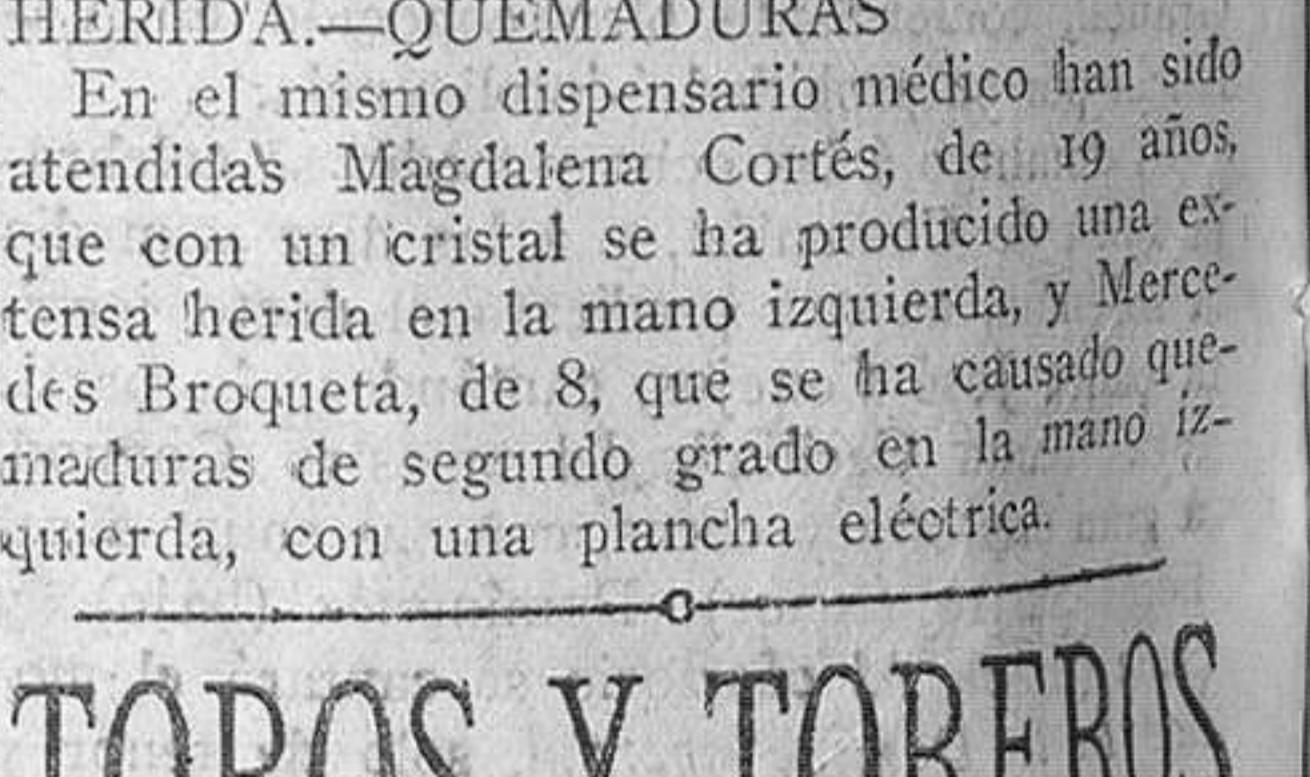 HERIDA.—QUEMADURAS
En el mismo dispensario médico han sido
atendidas Magdalena Cortés, de 19 años,
que con un cristal se ha producido una ex-
tensa herida en la mano izquierda, y Merce-
des Broqueta, de 8, que se ha causado que-
maduras de segundo grado en la mano iz-
quierda, con una plancha eléctrica.
TOROS Y TOREROS